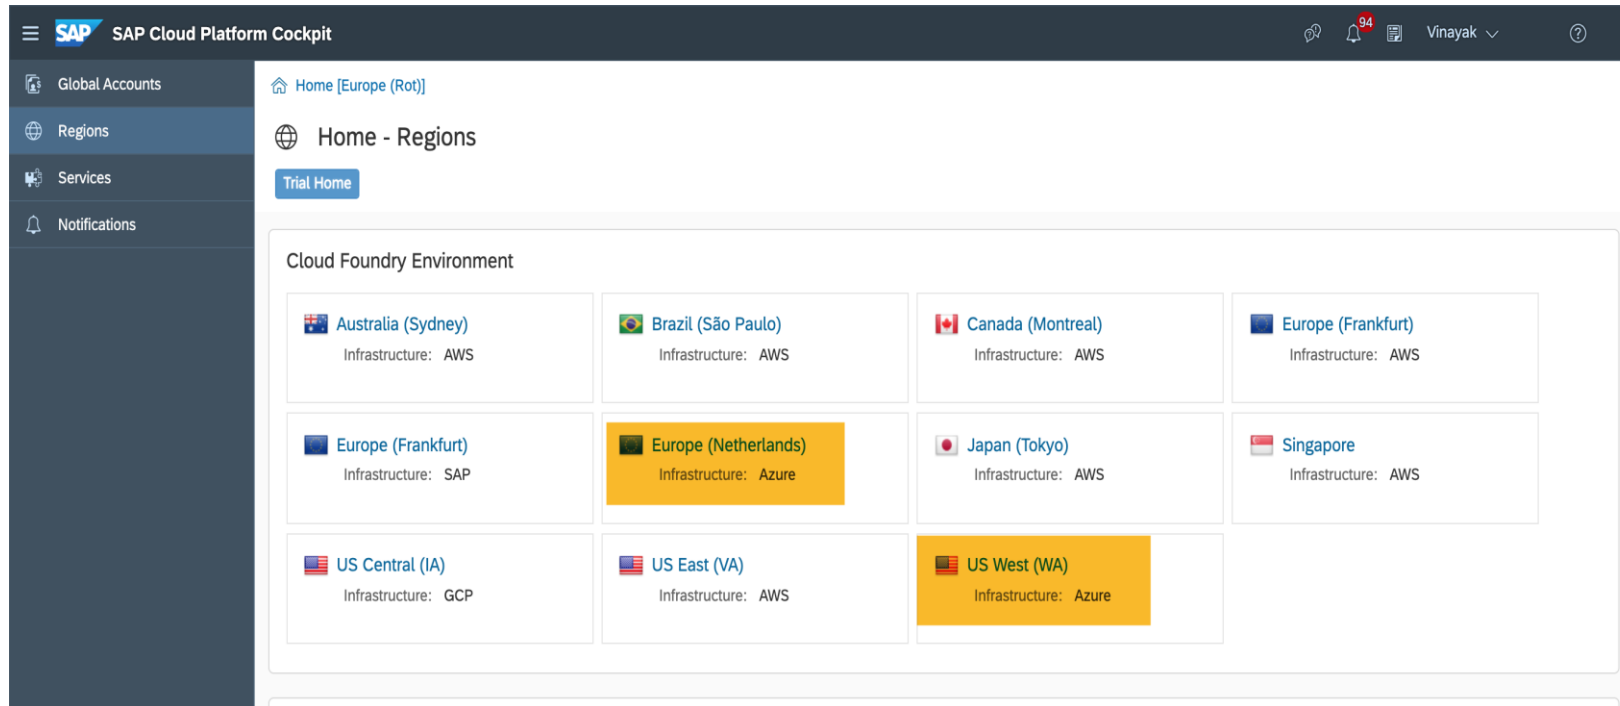 SAP SAP Cloud Platform Cockpit 94 Vinayak
Global Accounts
Regions
Services
Notifications
Home [Europe (Rot)]
Home - Regions
Trial Home
Cloud Foundry Environment
Australia (Sydney)
Infrastructure: AWS
Brazil (São Paulo)
Infrastructure: AWS
Canada (Montreal)
Infrastructure: AWS
Europe (Frankfurt)
Infrastructure: AWS
Europe (Frankfurt)
Infrastructure: SAP
Europe (Netherlands)
Infrastructure: Azure
Japan (Tokyo)
Infrastructure: AWS
Singapore
Infrastructure: AWS
US Central (IA)
Infrastructure: GCP
US East (VA)
Infrastructure: AWS
US West (WA)
Infrastructure: Azure